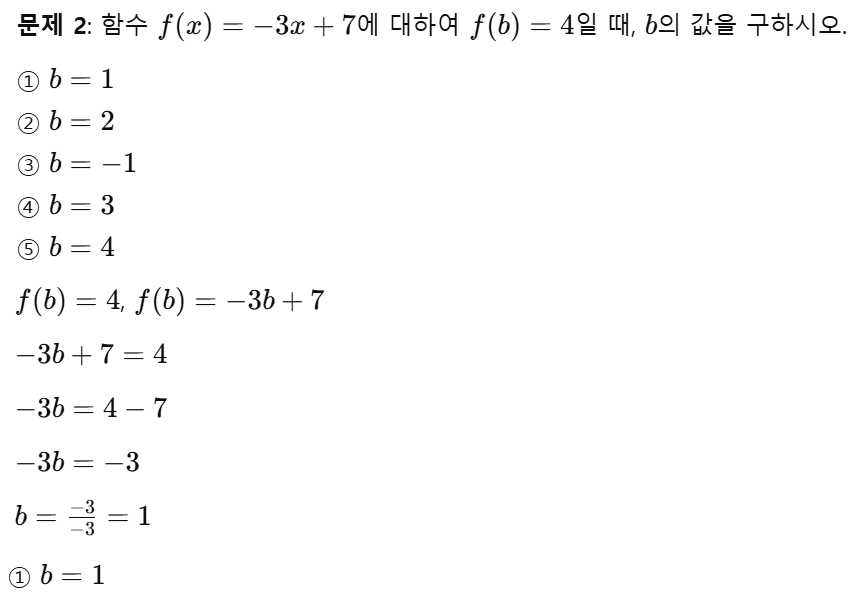 문제 2: 함수 f(x) = −3x + 7에 대하여 f(b) = 4일 때, b의 값을 구하시오.
① b = 1
② b = 2
③ b = −1
④ b = 3
⑤ b = 4
f(b) = 4, f(b) = −3b + 7
−3b + 7 = 4
−3b = 4 − 7
−3b = −3
b = −3/−3 = 1
① b = 1